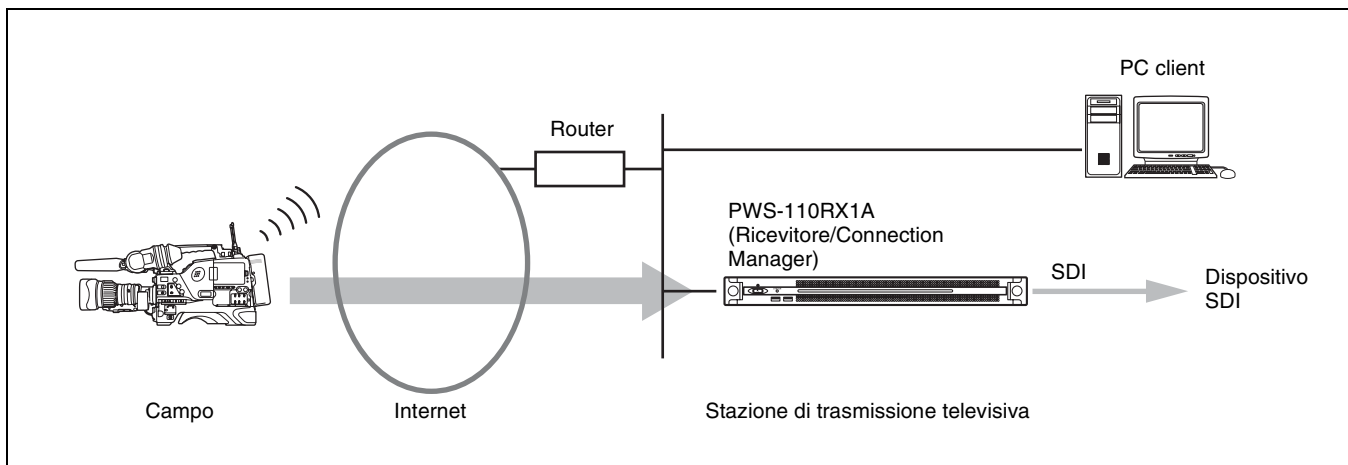 PC client
Router
PWS-110RX1A
(Ricevitore/Connection
Manager)
SDI
Dispositivo
SDI
Campo
Internet
Stazione di trasmissione televisiva